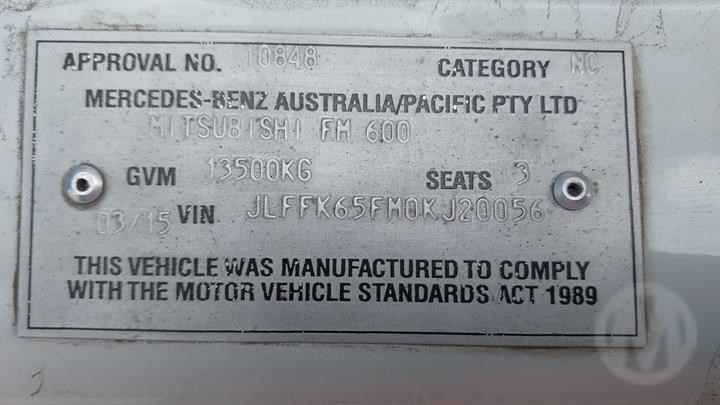 APPROVAL NO. 10848 CATEGORY NC
MERCEDES-BENZ AUSTRALIA/PACIFIC PTY LTD
MITSUBISHI FM 600
GVM 13500KG SEATS 3
03/15 VIN JLFFK65FM0KJ20056
THIS VEHICLE WAS MANUFACTURED TO COMPLY
WITH THE MOTOR VEHICLE STANDARDS ACT 1989
M